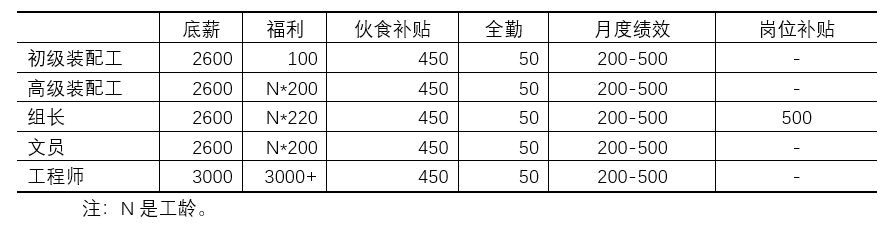 底薪 福利 伙食补贴 全勤 月度绩效 岗位补贴
初级装配工 2600 100 450 50 200-500 -
高级装配工 2600 N*200 450 50 200-500 -
组长 2600 N*220 450 50 200-500 500
文员 2600 N*200 450 50 200-500 -
工程师 3000 3000+ 450 50 200-500 -
注：N 是工龄。